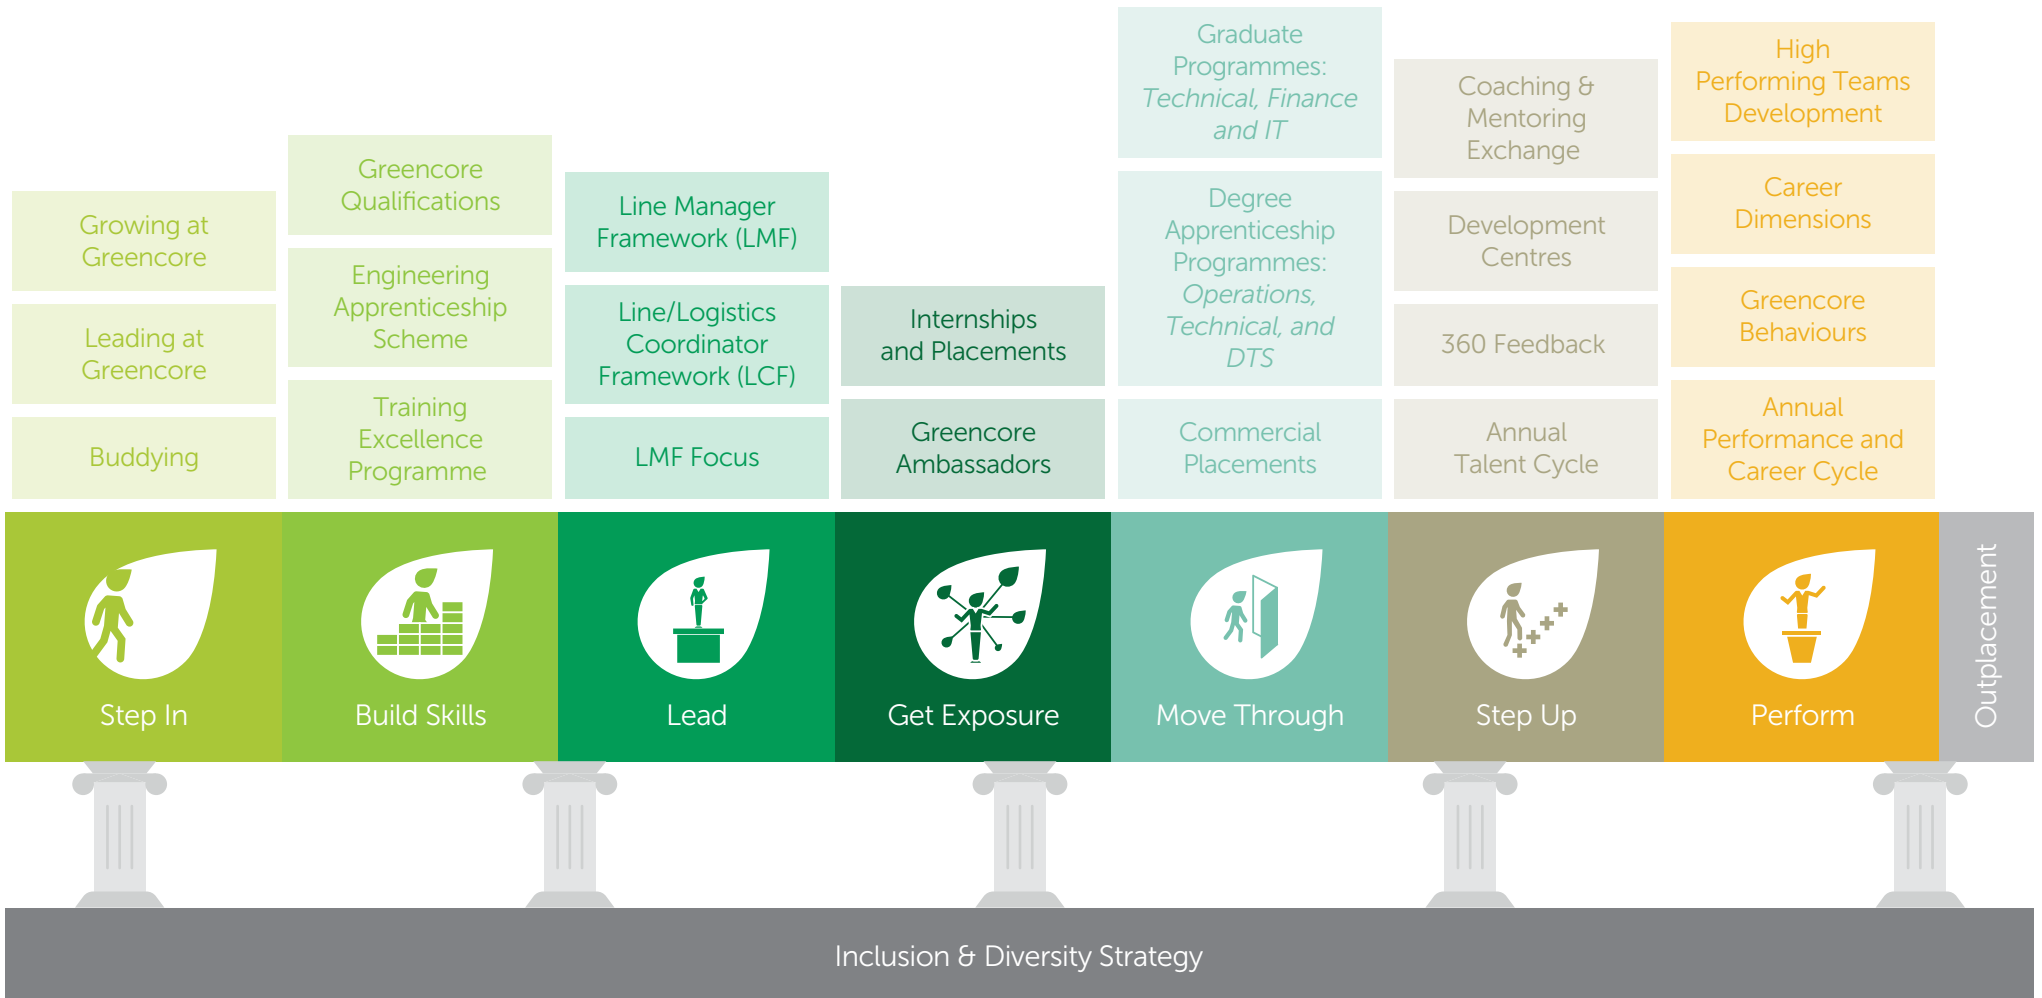 Growing at
Greencore
Leading at
Greencore
Buddying
Greencore
Qualifications
Engineering
Apprenticeship
Scheme
Training
Excellence
Programme
Line Manager
Framework (LMF)
Line/Logistics
Coordinator
Framework (LCF)
LMF Focus
Internships
and Placements
Greencore
Ambassadors
Graduate
Programmes:
Technical, Finance
and IT
Degree
Apprenticeship
Programmes:
Operations,
Technical, and
DTS
Commercial
Placements
Coaching &
Mentoring
Exchange
Development
Centres
360 Feedback
Annual
Talent Cycle
High
Performing Teams
Development
Career
Dimensions
Greencore
Behaviours
Annual
Performance and
Career Cycle
Step In
Build Skills
Lead
Get Exposure
Move Through
Step Up
Perform
Outplacement
Inclusion & Diversity Strategy